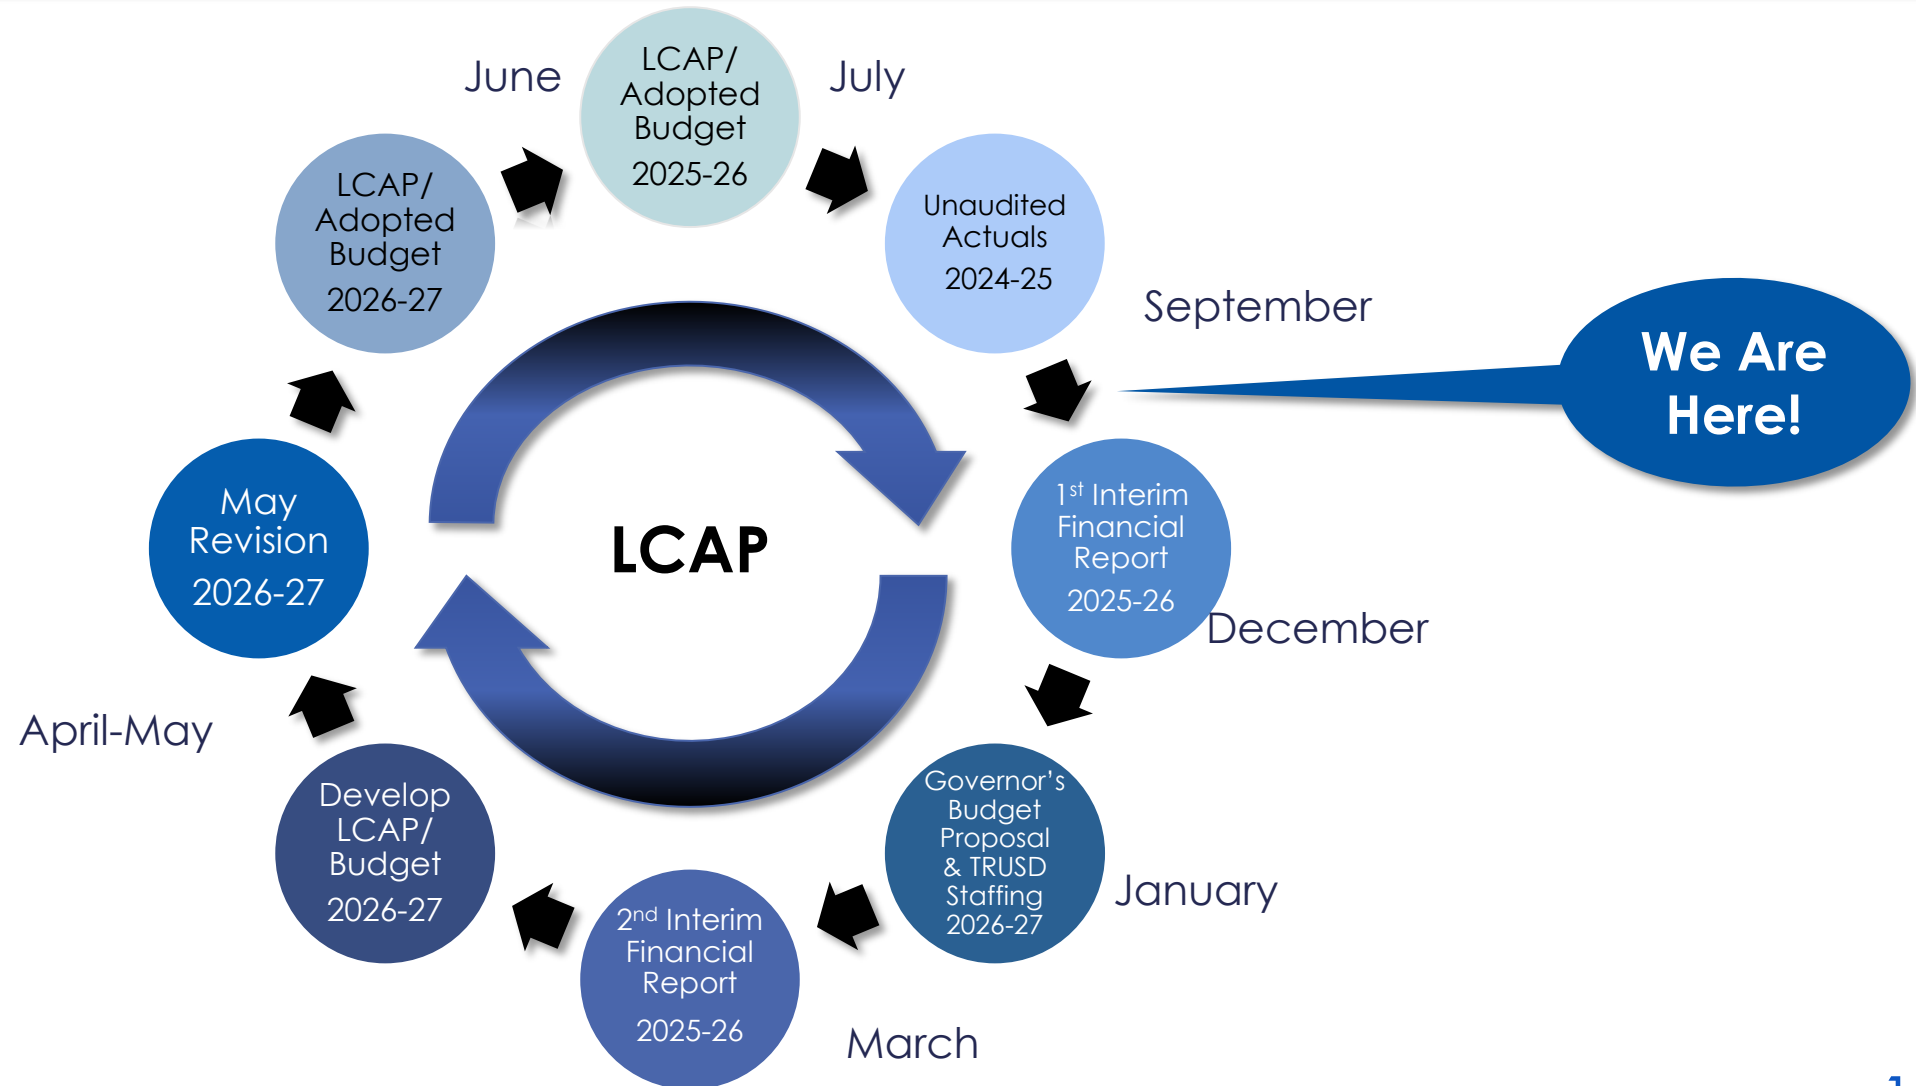 June
LCAP/
Adopted
Budget
2025-26
July
Unaudited
Actuals
2024-25
September
We Are
Here!
1st Interim
Financial
Report
2025-26
December
Governor’s
Budget
Proposal
& TRUSD
Staffing
2026-27
January
2nd Interim
Financial
Report
2025-26
March
Develop
LCAP/
Budget
2026-27
April-May
May
Revision
2026-27
LCAP/
Adopted
Budget
2026-27
LCAP